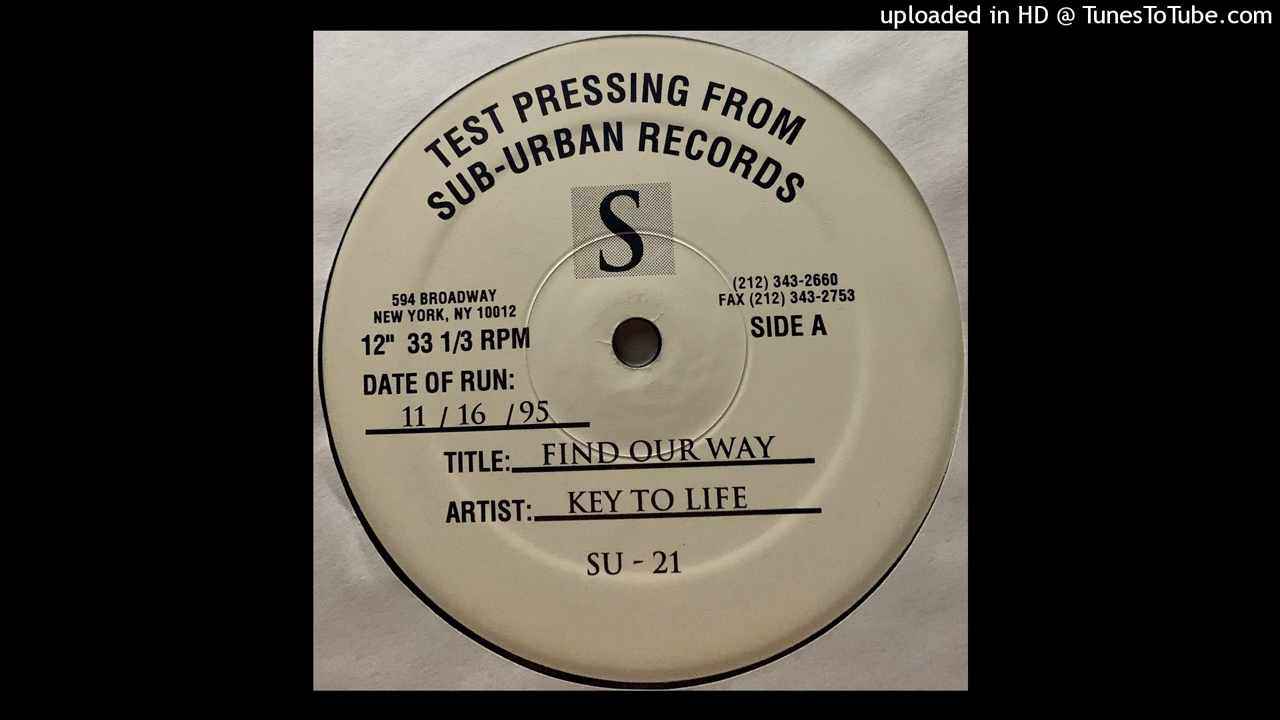 uploaded in HD @ TunesToTube.com
TEST PRESSING FROM
SUB-URBAN RECORDS
S
594 BROADWAY
NEW YORK, NY 10012
(212) 343-2660
FAX (212) 343-2753
12" 33 1/3 RPM
SIDE A
DATE OF RUN:
11 / 16 / 95
TITLE: FIND OUR WAY
ARTIST: KEY TO LIFE
SU - 21